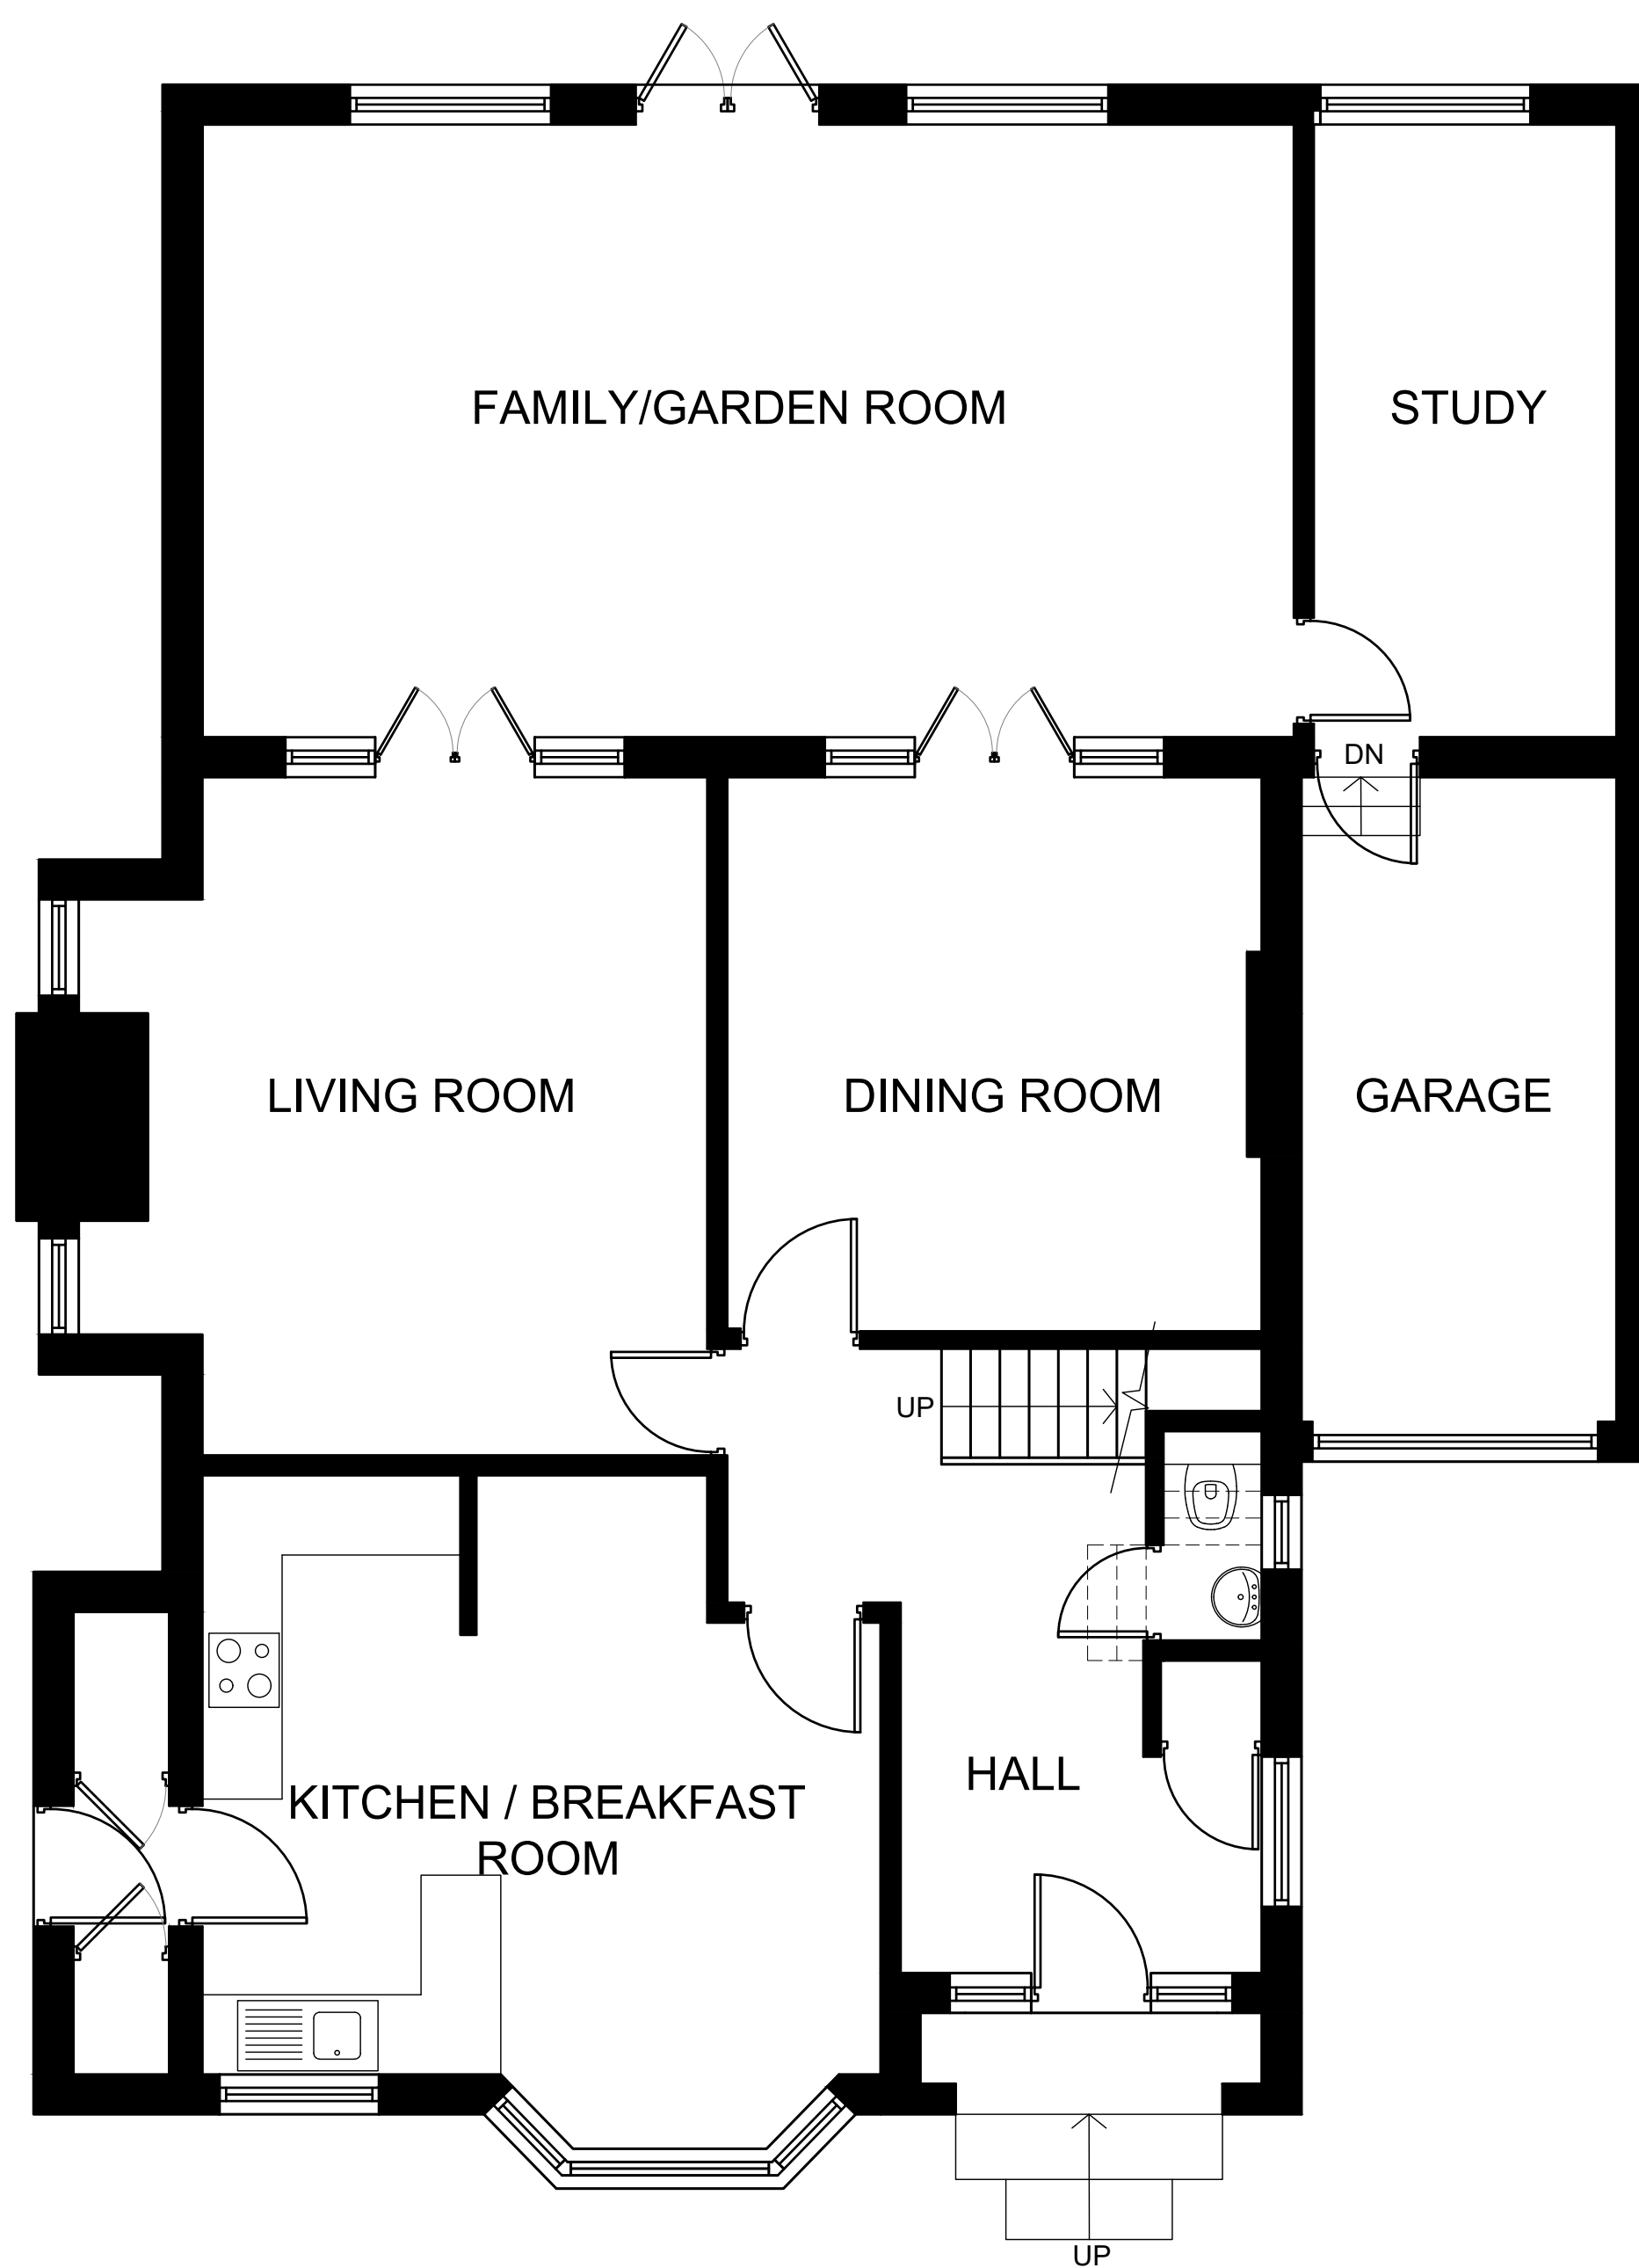 FAMILY/GARDEN ROOM
STUDY
DN
LIVING ROOM
DINING ROOM
GARAGE
UP
HALL
KITCHEN / BREAKFAST
ROOM
UP